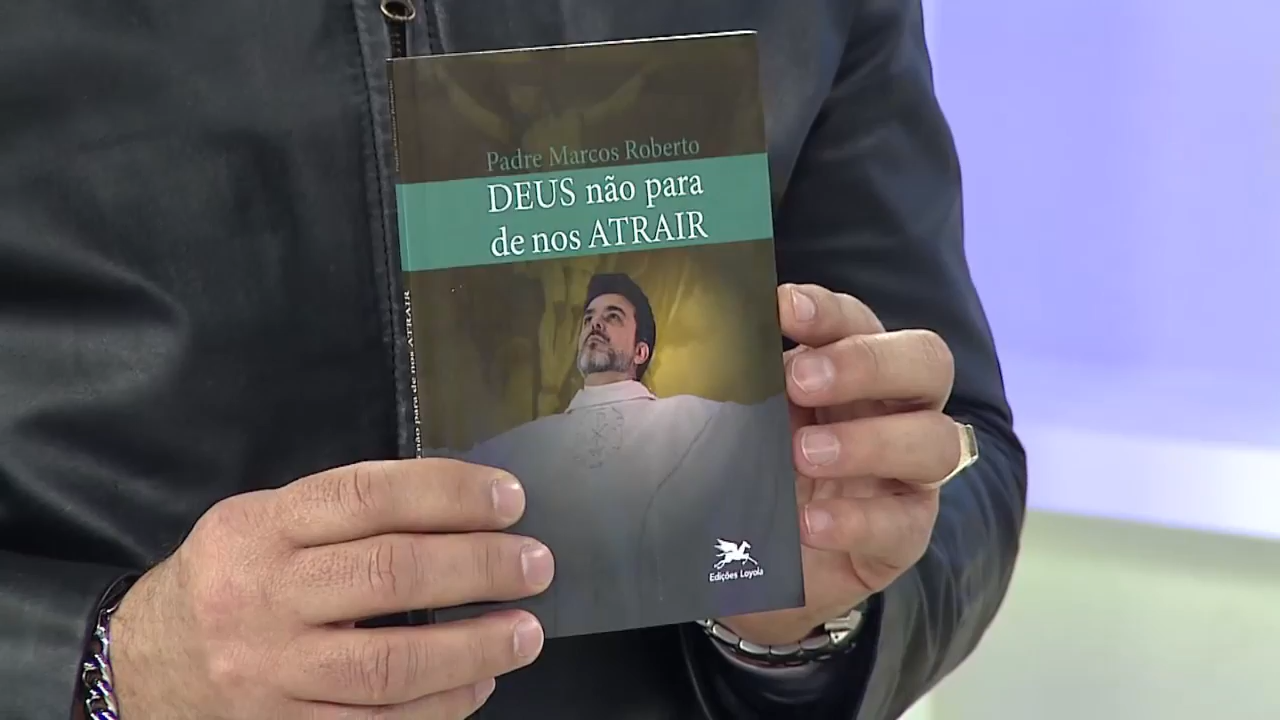 Padre Marcos Roberto
DEUS não para
de nos ATRAIR
Edições Loyola
não para de nos ATRAIR